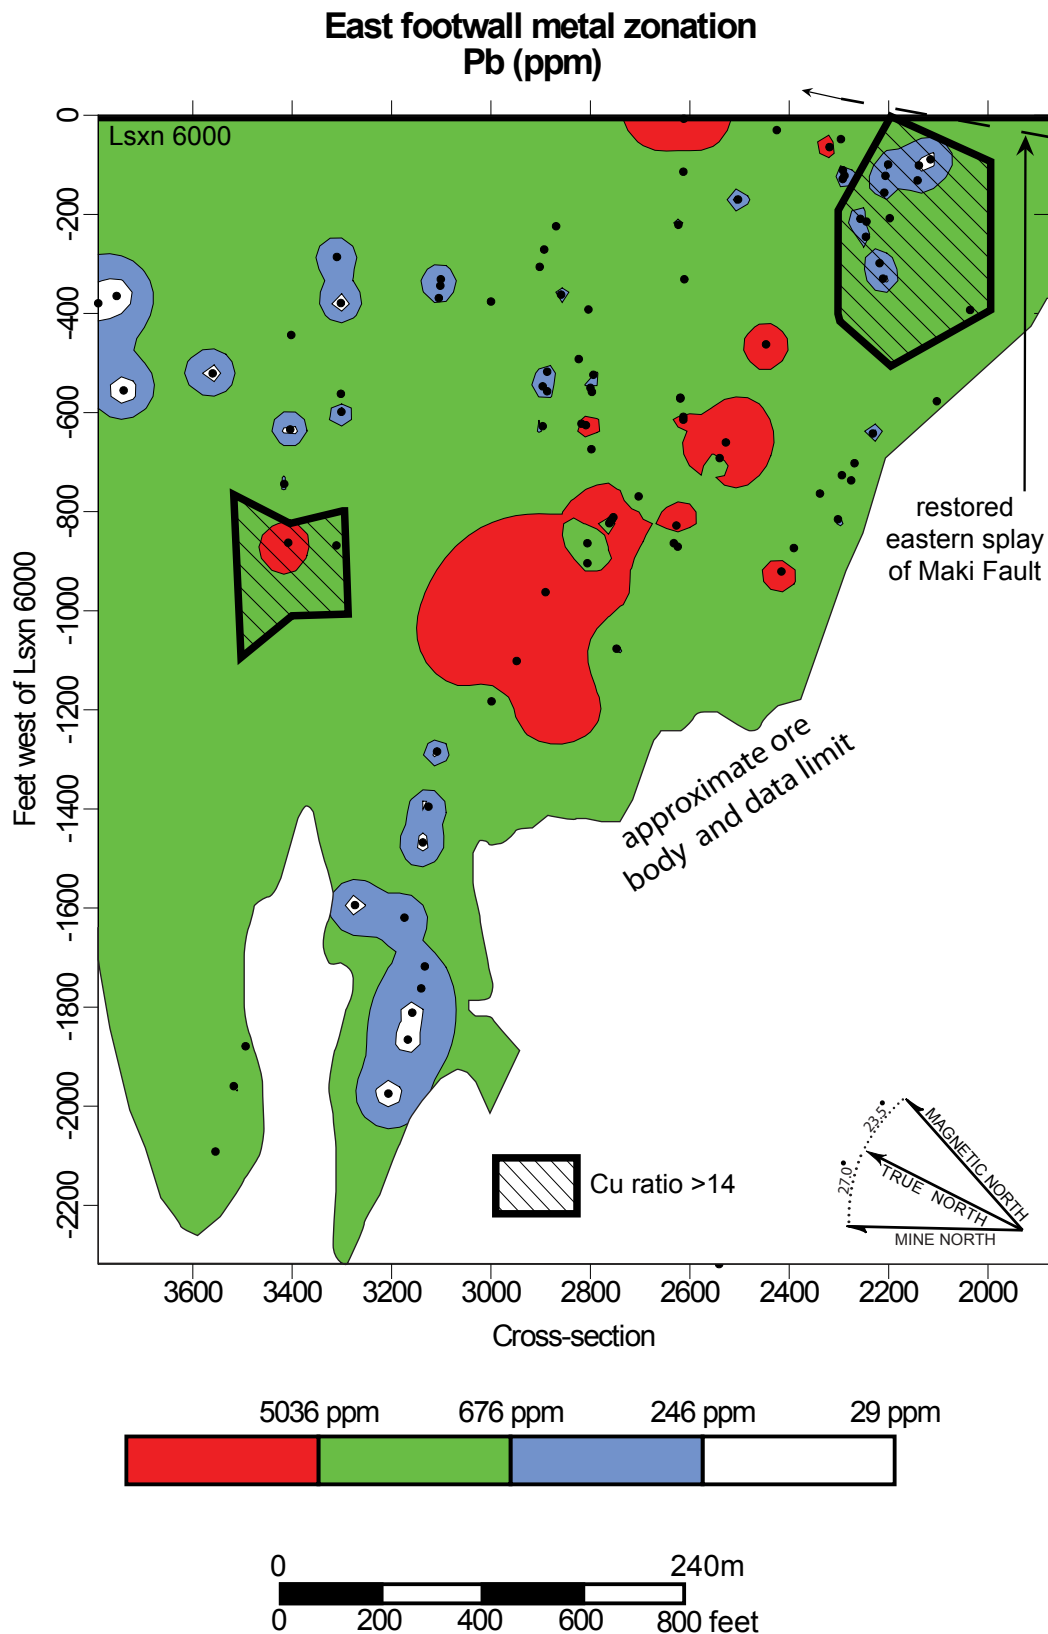 East footwall metal zonation
Pb (ppm)
Lsxn 6000
0
-200
-400
-600
-800
-1000
-1200
-1400
-1600
-1800
-2000
-2200
Feet west of Lsxn 6000
restored
eastern splay
of Maki Fault
approximate ore
body and data limit
Cu ratio >14
23.5°
27.0°
MAGNETIC NORTH
TRUE NORTH
MINE NORTH
3600 3400 3200 3000 2800 2600 2400 2200 2000
Cross-section
5036 ppm 676 ppm 246 ppm 29 ppm
0 240m
0 200 400 600 800 feet